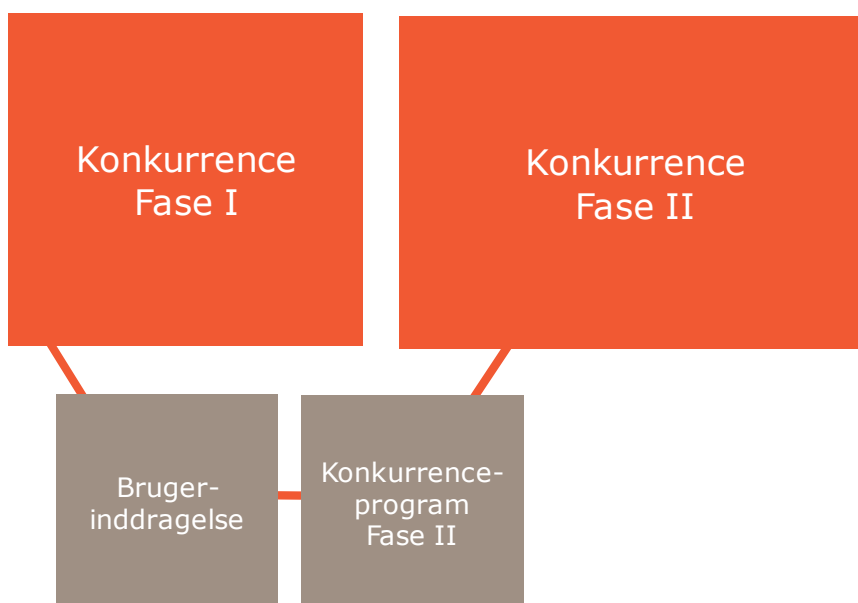 Konkurrence
Fase I
Konkurrence
Fase II
Bruger-
inddragelse
Konkurrence-
program
Fase II